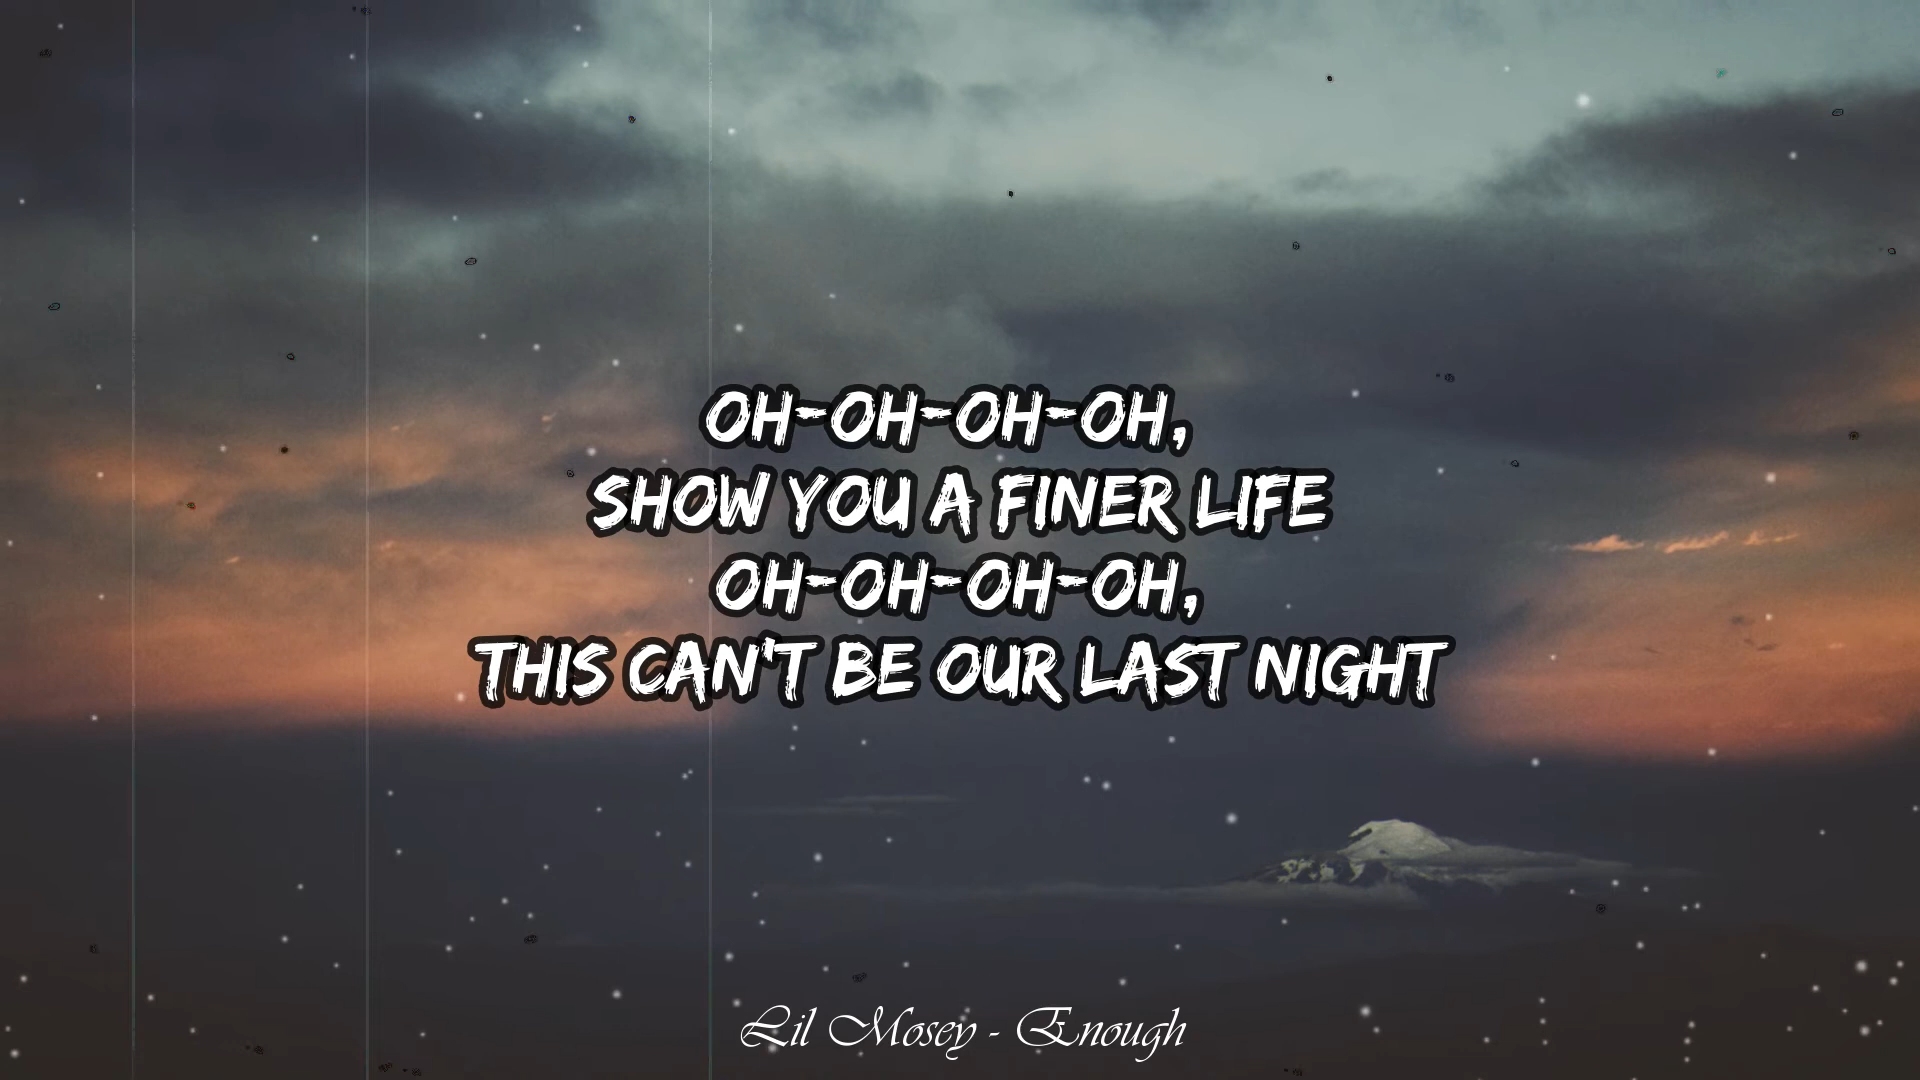 OH-OH-OH-OH,
SHOW YOU A FINER LIFE
OH-OH-OH-OH,
THIS CAN'T BE OUR LAST NIGHT
Lil Mosey - Enough